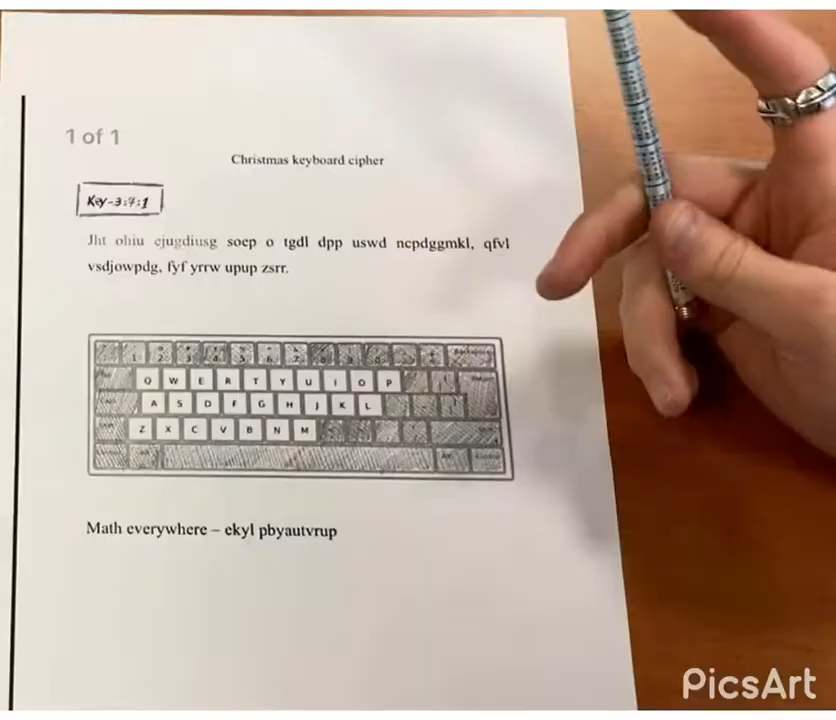 1 of 1
Christmas keyboard cipher
Key-3:4:1
Jht ohiu ejugdiusg soep o tgdl dpp uswd ncpdggmkl, qfvl
vsdjowpdg, fyf yrrw upup zsrr.
Q W E R T Y U I O P
A S D F G H J K L
Z X C V B N M
Math everywhere – ekyl pbyautvrup
PicsArt